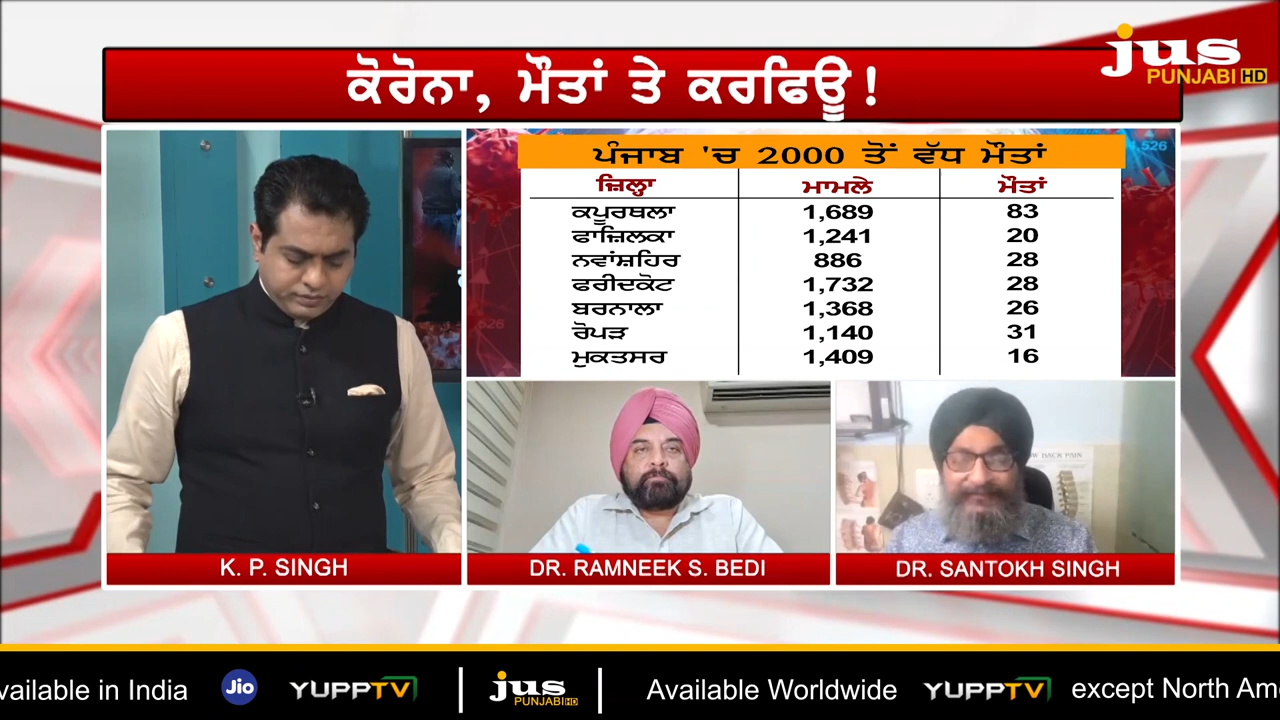 jus
PUNJABI HD
ਕੋਰੋਨਾ, ਮੌਤਾਂ ਤੇ ਕਰਫਿਊ!
ਪੰਜਾਬ 'ਚ 2000 ਤੋਂ ਵੱਧ ਮੌਤਾਂ
ਜ਼ਿਲ੍ਹਾ ਮਾਮਲੇ ਮੌਤਾਂ
ਕਪੂਰਥਲਾ 1,689 83
ਫਾਜ਼ਿਲਕਾ 1,241 20
ਨਵਾਂਸ਼ਹਿਰ 886 28
ਫਰੀਦਕੋਟ 1,732 28
ਬਰਨਾਲਾ 1,368 26
ਰੋਪੜ 1,140 31
ਮੁਕਤਸਰ 1,409 16
BACK PAIN
K. P. SINGH
DR. RAMNEEK S. BEDI
DR. SANTOKH SINGH
vailable in India Jio YUPPTV jus PUNJABI HD Available Worldwide YUPPTV except North Am